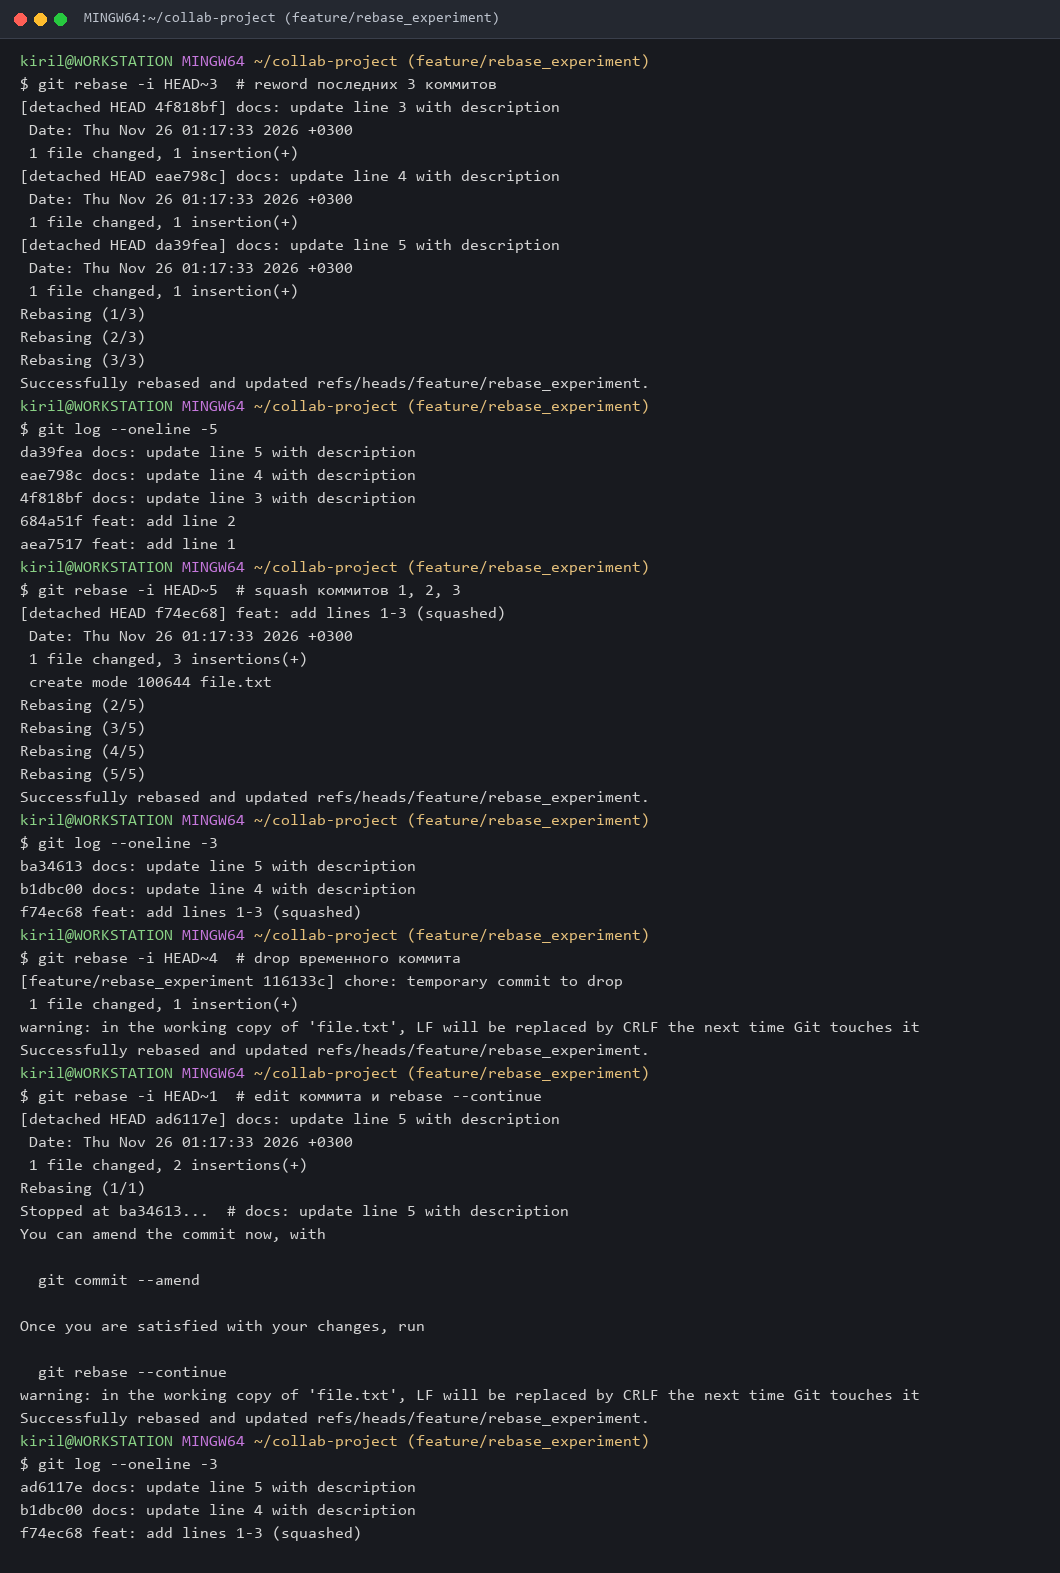 MINGW64:~/collab-project (feature/rebase_experiment)
kiril@WORKSTATION MINGW64 ~/collab-project (feature/rebase_experiment)
$ git rebase -i HEAD~3  # reword последних 3 коммитов
[detached HEAD 4f818bf] docs: update line 3 with description
 Date: Thu Nov 26 01:17:33 2026 +0300
 1 file changed, 1 insertion(+)
[detached HEAD eae798c] docs: update line 4 with description
 Date: Thu Nov 26 01:17:33 2026 +0300
 1 file changed, 1 insertion(+)
[detached HEAD da39fea] docs: update line 5 with description
 Date: Thu Nov 26 01:17:33 2026 +0300
 1 file changed, 1 insertion(+)
Rebasing (1/3)
Rebasing (2/3)
Rebasing (3/3)
Successfully rebased and updated refs/heads/feature/rebase_experiment.
kiril@WORKSTATION MINGW64 ~/collab-project (feature/rebase_experiment)
$ git log --oneline -5
da39fea docs: update line 5 with description
eae798c docs: update line 4 with description
4f818bf docs: update line 3 with description
684a51f feat: add line 2
aea7517 feat: add line 1
kiril@WORKSTATION MINGW64 ~/collab-project (feature/rebase_experiment)
$ git rebase -i HEAD~5  # squash коммитов 1, 2, 3
[detached HEAD f74ec68] feat: add lines 1-3 (squashed)
 Date: Thu Nov 26 01:17:33 2026 +0300
 1 file changed, 3 insertions(+)
 create mode 100644 file.txt
Rebasing (2/5)
Rebasing (3/5)
Rebasing (4/5)
Rebasing (5/5)
Successfully rebased and updated refs/heads/feature/rebase_experiment.
kiril@WORKSTATION MINGW64 ~/collab-project (feature/rebase_experiment)
$ git log --oneline -3
ba34613 docs: update line 5 with description
b1dbc00 docs: update line 4 with description
f74ec68 feat: add lines 1-3 (squashed)
kiril@WORKSTATION MINGW64 ~/collab-project (feature/rebase_experiment)
$ git rebase -i HEAD~4  # drop временного коммита
[feature/rebase_experiment 116133c] chore: temporary commit to drop
 1 file changed, 1 insertion(+)
warning: in the working copy of 'file.txt', LF will be replaced by CRLF the next time Git touches it
Successfully rebased and updated refs/heads/feature/rebase_experiment.
kiril@WORKSTATION MINGW64 ~/collab-project (feature/rebase_experiment)
$ git rebase -i HEAD~1  # edit коммита и rebase --continue
[detached HEAD ad6117e] docs: update line 5 with description
 Date: Thu Nov 26 01:17:33 2026 +0300
 1 file changed, 2 insertions(+)
Rebasing (1/1)
Stopped at ba34613...  # docs: update line 5 with description
You can amend the commit now, with
  git commit --amend
Once you are satisfied with your changes, run
  git rebase --continue
warning: in the working copy of 'file.txt', LF will be replaced by CRLF the next time Git touches it
Successfully rebased and updated refs/heads/feature/rebase_experiment.
kiril@WORKSTATION MINGW64 ~/collab-project (feature/rebase_experiment)
$ git log --oneline -3
ad6117e docs: update line 5 with description
b1dbc00 docs: update line 4 with description
f74ec68 feat: add lines 1-3 (squashed)